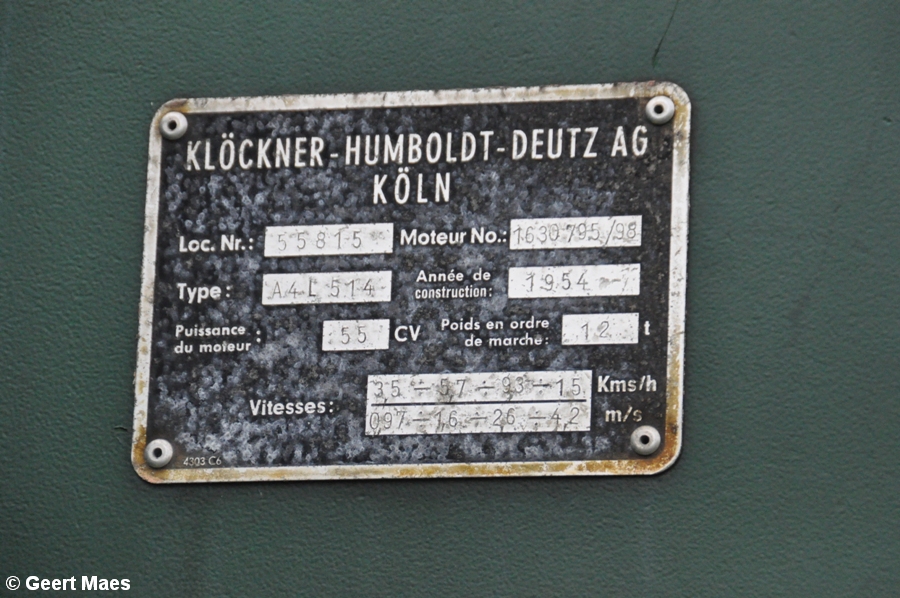 KLÖCKNER-HUMBOLDT-DEUTZ AG
KÖLN
Loc. Nr.: 55815 Moteur No.: 1630795/98
Type: A4L 514 Année de construction: 1954
Puissance du moteur: 55 CV Poids en ordre de marche: 12 t
Vitesses: 3,5 ÷ 5,7 ÷ 9,3 ÷ 15 Kms/h
0,97 ÷ 1,6 ÷ 2,6 ÷ 4,2 m/s
4303 C6
© Geert Maes